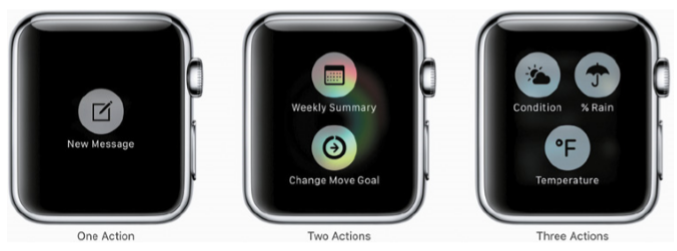 New Message
One Action
Weekly Summary
Change Move Goal
Two Actions
Condition
% Rain
°F
Temperature
Three Actions